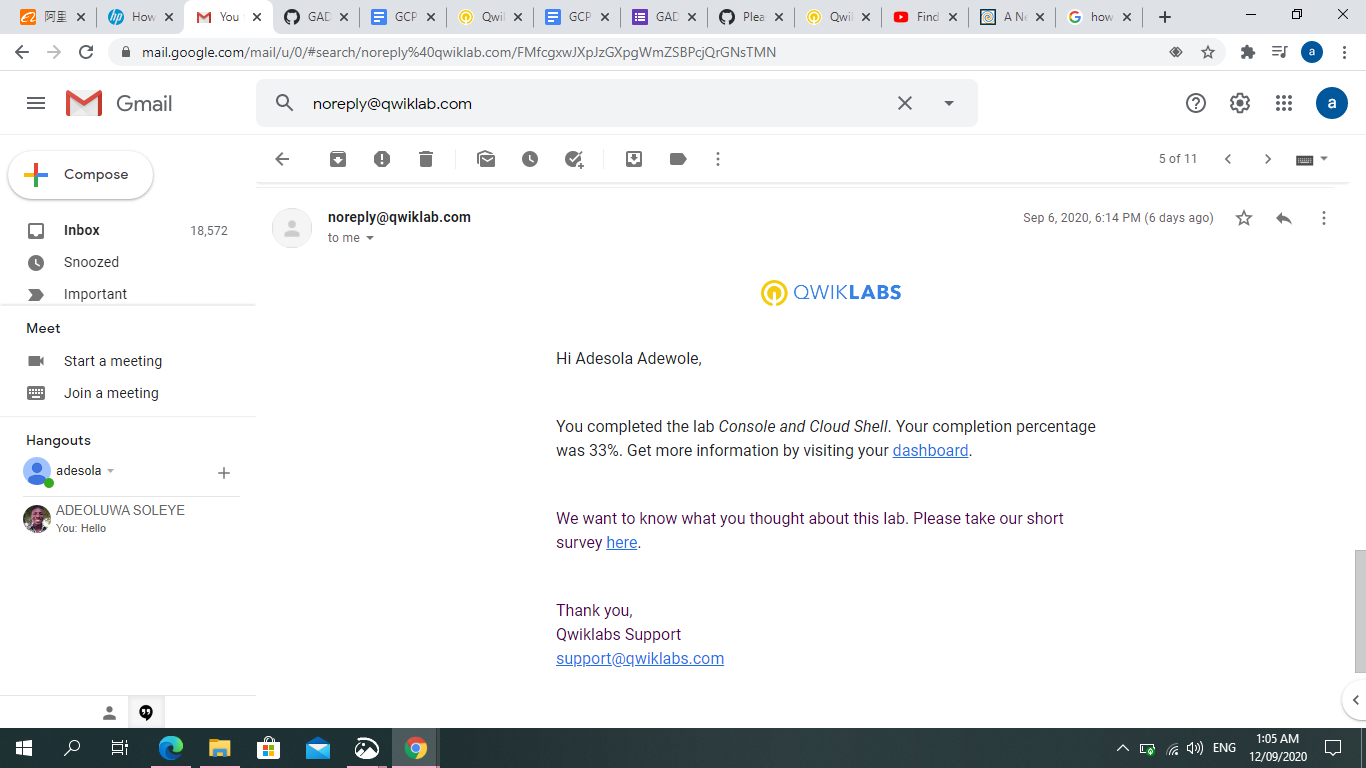 阿里
How
You
GAD
GCP
Qwi
GCP
GAD
Plea
Qwi
Find
A Ne
how
mail.google.com/mail/u/0/#search/noreply%40qwiklab.com/FMfcgxwJXpJzGXpgWmZSBPcjQrGNsTMN
a
Gmail
noreply@qwiklab.com
a
Compose
5 of 11
Inbox 18,572
Snoozed
Important
Meet
Start a meeting
Join a meeting
Hangouts
adesola
ADEOLUWA SOLEYE
You: Hello
noreply@qwiklab.com
Sep 6, 2020, 6:14 PM (6 days ago)
to me
QWIKLABS
Hi Adesola Adewole,
You completed the lab Console and Cloud Shell. Your completion percentage
was 33%. Get more information by visiting your dashboard.
We want to know what you thought about this lab. Please take our short
survey here.
Thank you,
Qwiklabs Support
support@qwiklabs.com
ENG
1:05 AM
12/09/2020